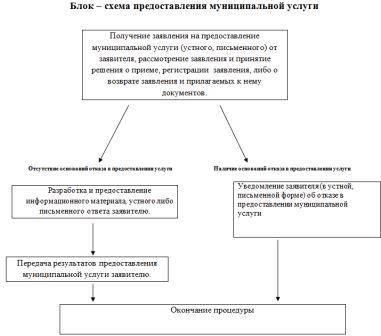 Блок – схема предоставления муниципальной услуги
Получение заявления на предоставление
муниципальной услуги (устного, письменного) от
заявителя, рассмотрение заявления и принятие
решения о приеме, регистрации заявления, либо о
возврате заявления и прилагаемых к нему
документов.
Отсутствие оснований отказа в предоставлении услуги
Наличие оснований отказа в предоставлении услуги
Разработка и предоставление
информационного материала, устного либо
письменного ответа заявителю.
Уведомление заявителя (в устной,
письменной форме) об отказе в
предоставлении муниципальной
услуги
Передача результатов предоставления
муниципальной услуги заявителю.
Окончание процедуры